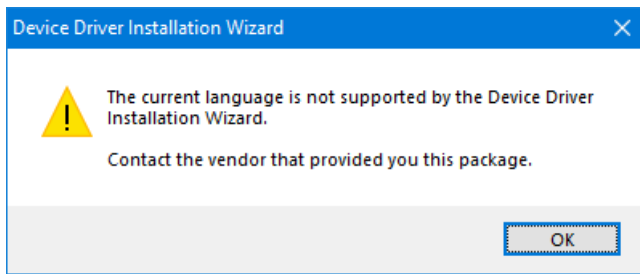 Device Driver Installation Wizard
The current language is not supported by the Device Driver
Installation Wizard.
Contact the vendor that provided you this package.
OK